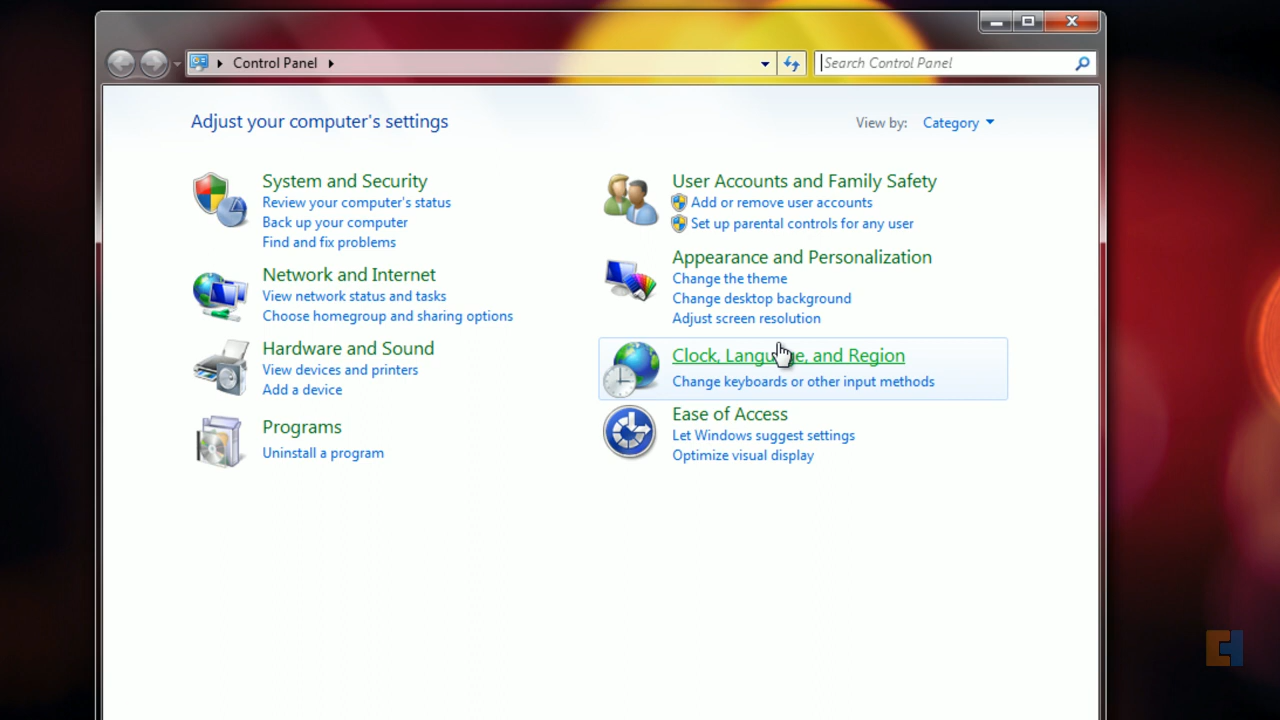 Control Panel
Search Control Panel
Adjust your computer's settings
View by: Category
System and Security
Review your computer's status
Back up your computer
Find and fix problems
Network and Internet
View network status and tasks
Choose homegroup and sharing options
Hardware and Sound
View devices and printers
Add a device
Programs
Uninstall a program
User Accounts and Family Safety
Add or remove user accounts
Set up parental controls for any user
Appearance and Personalization
Change the theme
Change desktop background
Adjust screen resolution
Clock, Language, and Region
Change keyboards or other input methods
Ease of Access
Let Windows suggest settings
Optimize visual display